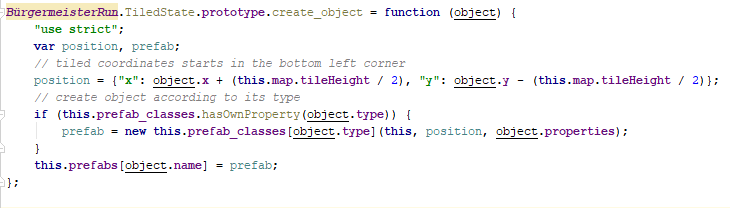 BürgermeisterRun.TiledState.prototype.create_object = function (object) {
    "use strict";
    var position, prefab;
    // tiled coordinates starts in the bottom left corner
    position = {"x": object.x + (this.map.tileHeight / 2), "y": object.y - (this.map.tileHeight / 2)};
    // create object according to its type
    if (this.prefab_classes.hasOwnProperty(object.type)) {
        prefab = new this.prefab_classes[object.type](this, position, object.properties);
    }
    this.prefabs[object.name] = prefab;
};